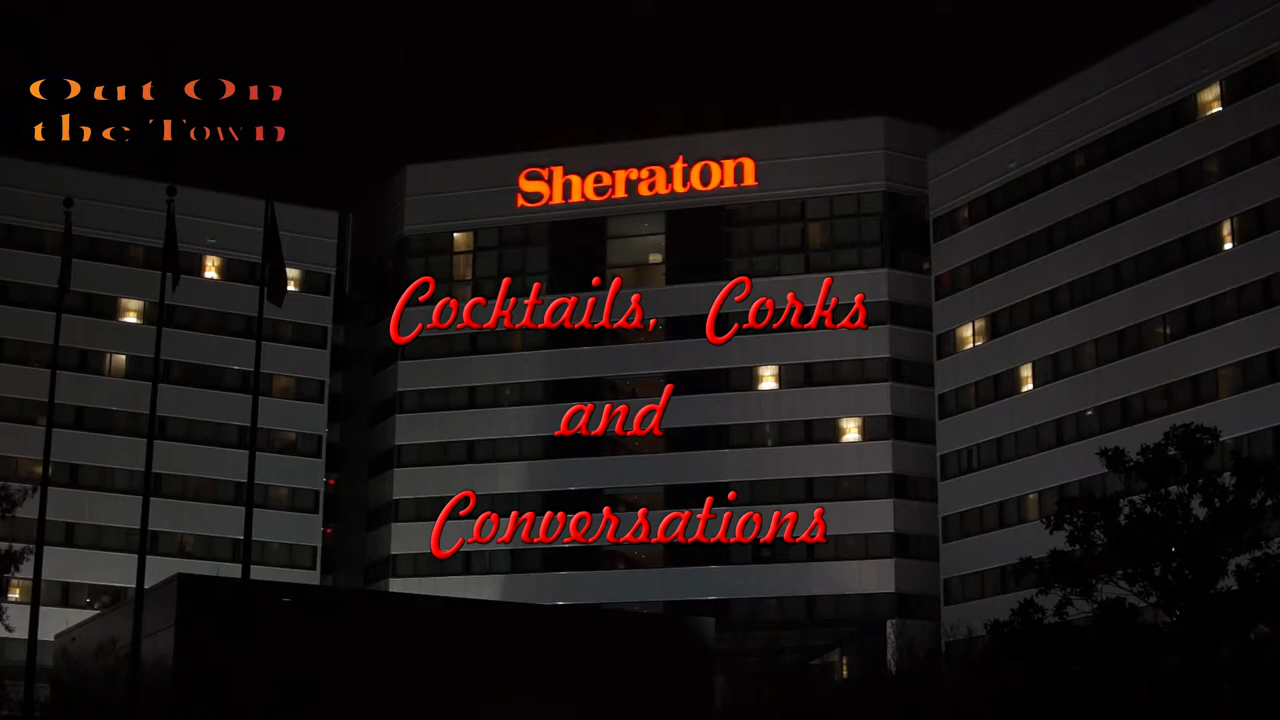 Out On
the Town
Sheraton
Cocktails, Corks
and
Conversations